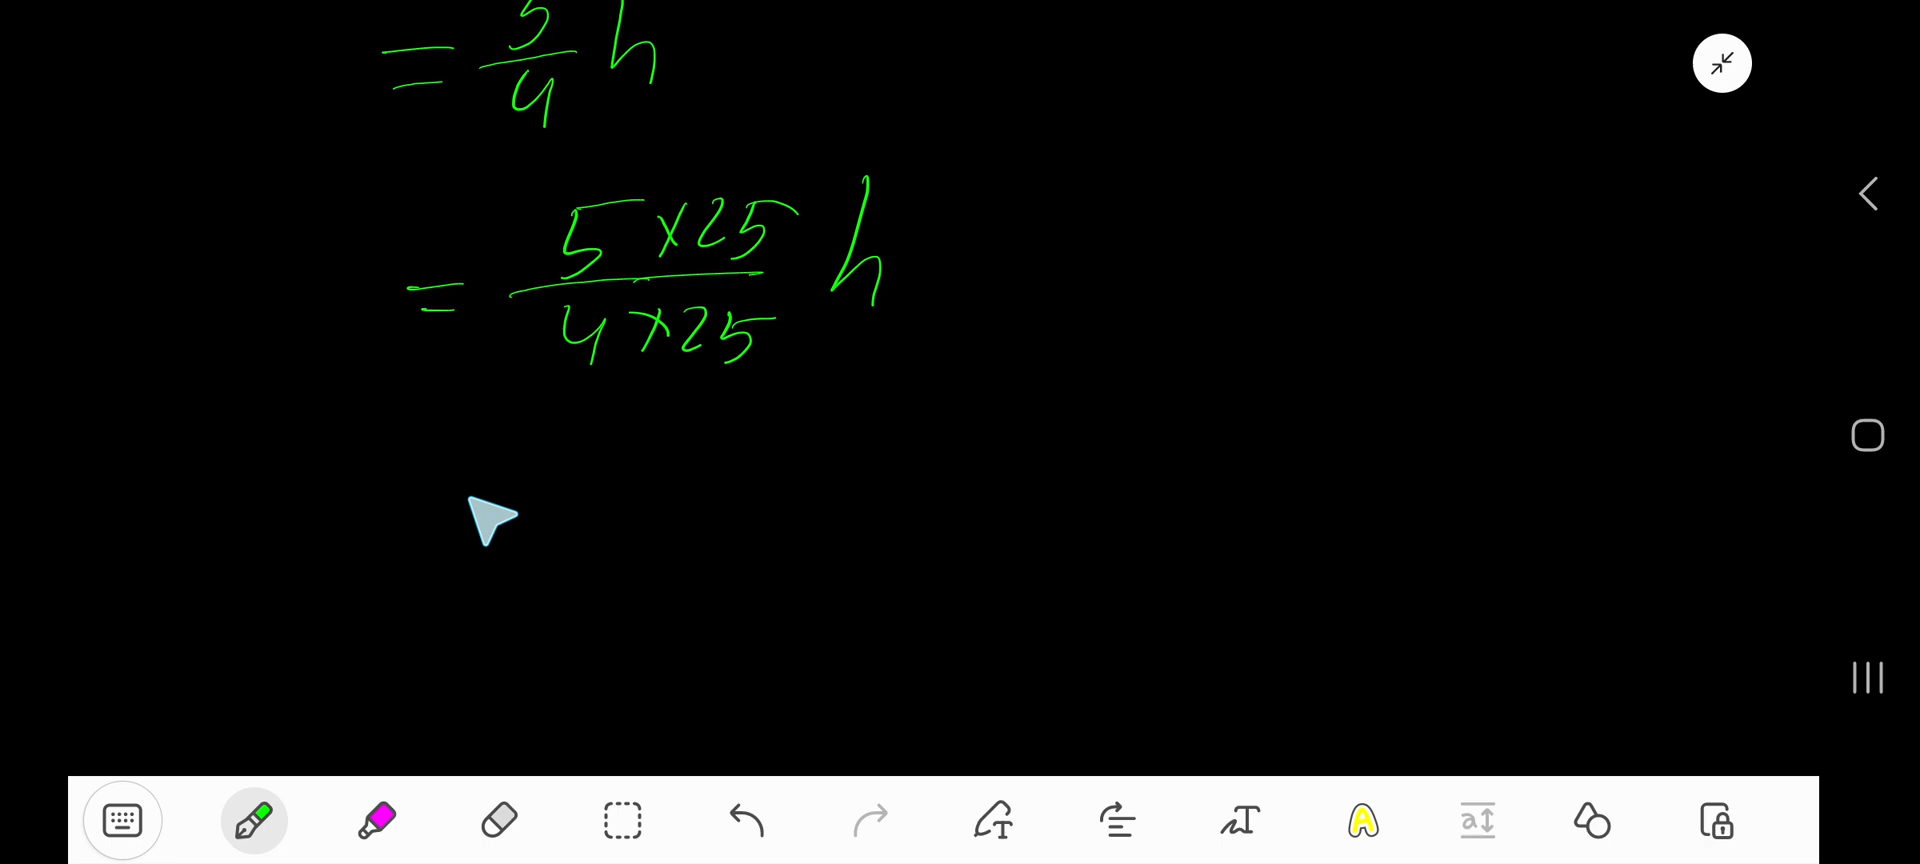 = 5/4 h
= 5×25/4×25 h